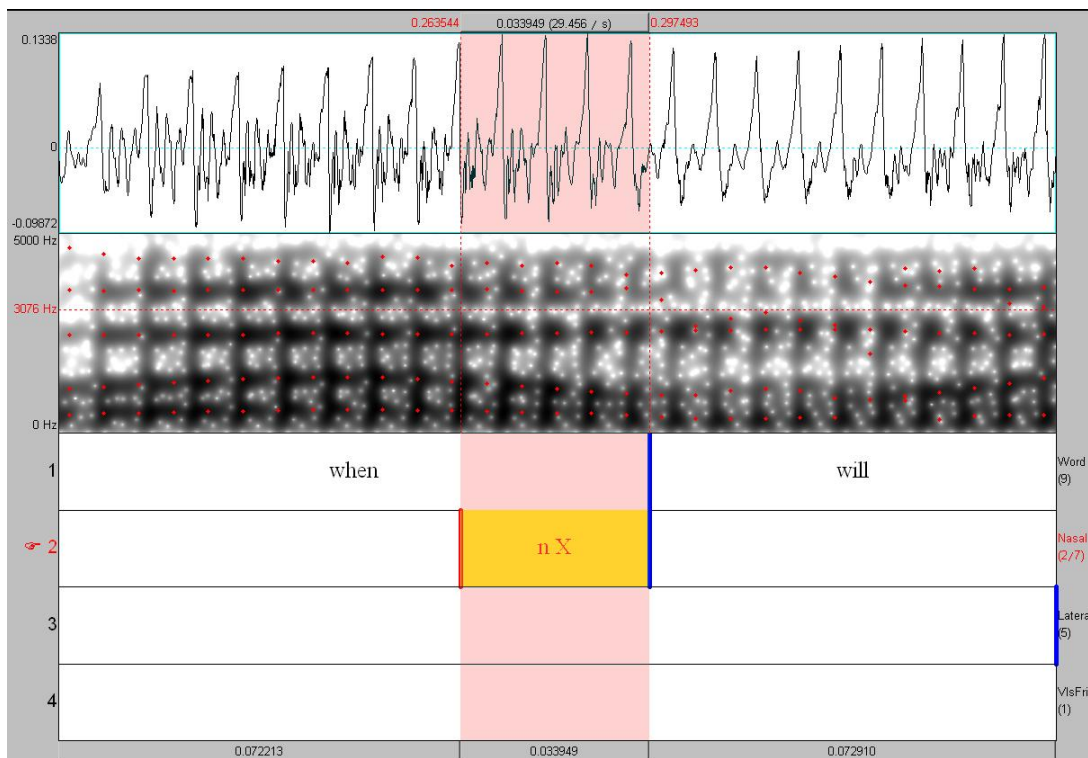 0.263544 0.033949 (29.456 / s) 0.297493
0.1338
0
-0.09872
5000 Hz
3076 Hz
0 Hz
1 when will Word (9)
2 n X Nasal (2/7)
3 Latera (5)
4 VlsFri (1)
0.072213 0.033949 0.072910